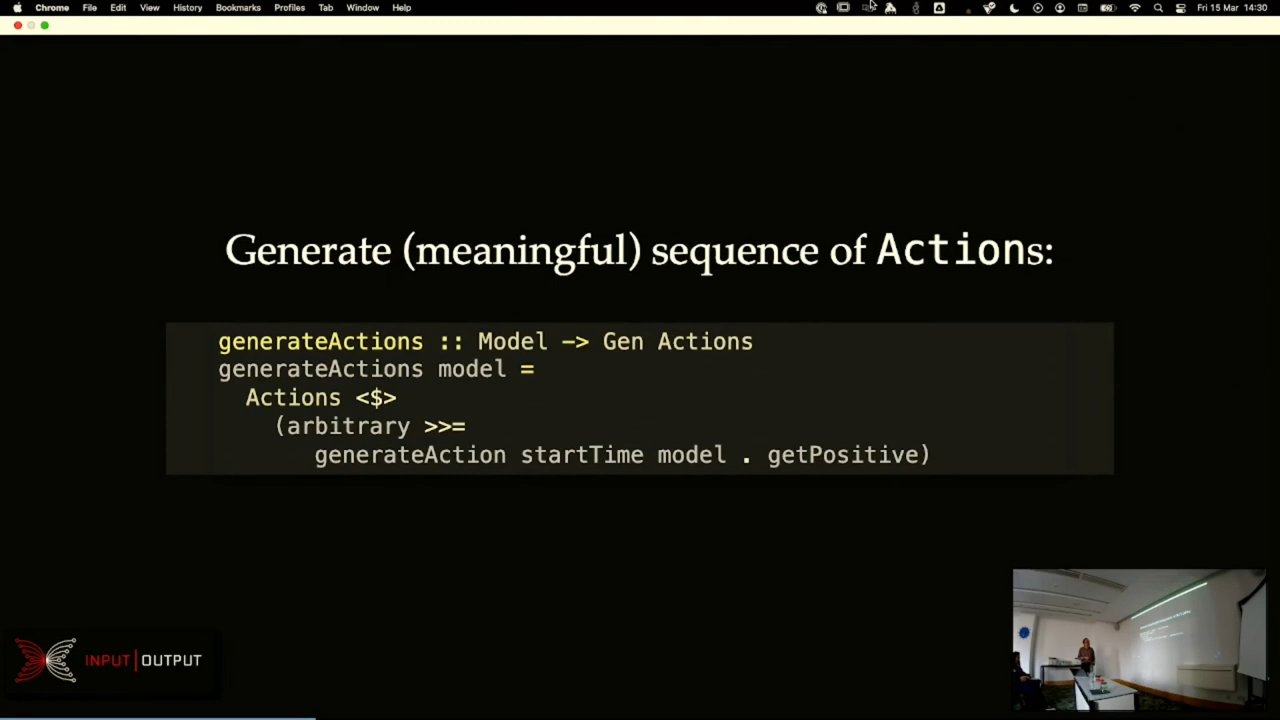 Chrome File Edit View History Bookmarks Profiles Tab Window Help Fri 15 Mar 14:30
Generate (meaningful) sequence of Actions:
generateActions :: Model -> Gen Actions
generateActions model =
Actions <$>
(arbitrary >>=
generateAction startTime model . getPositive)
INPUT|OUTPUT